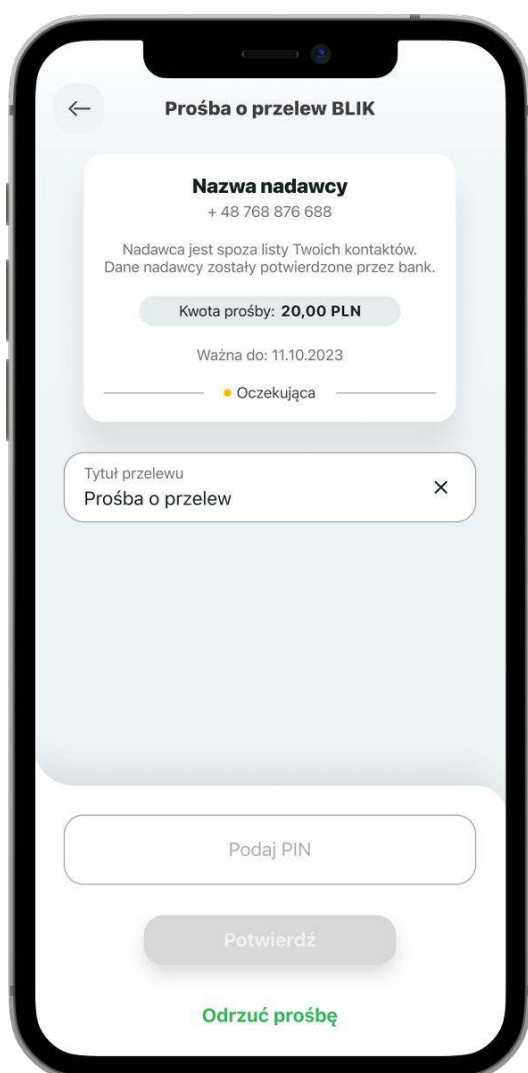 Prośba o przelew BLIK
Nazwa nadawcy
+ 48 768 876 688
Nadawca jest spoza listy Twoich kontaktów.
Dane nadawcy zostały potwierdzone przez bank.
Kwota prośby: 20,00 PLN
Ważna do: 11.10.2023
Oczekująca
Tytuł przelewu
Prośba o przelew
Podaj PIN
Potwierdź
Odrzuć prośbę